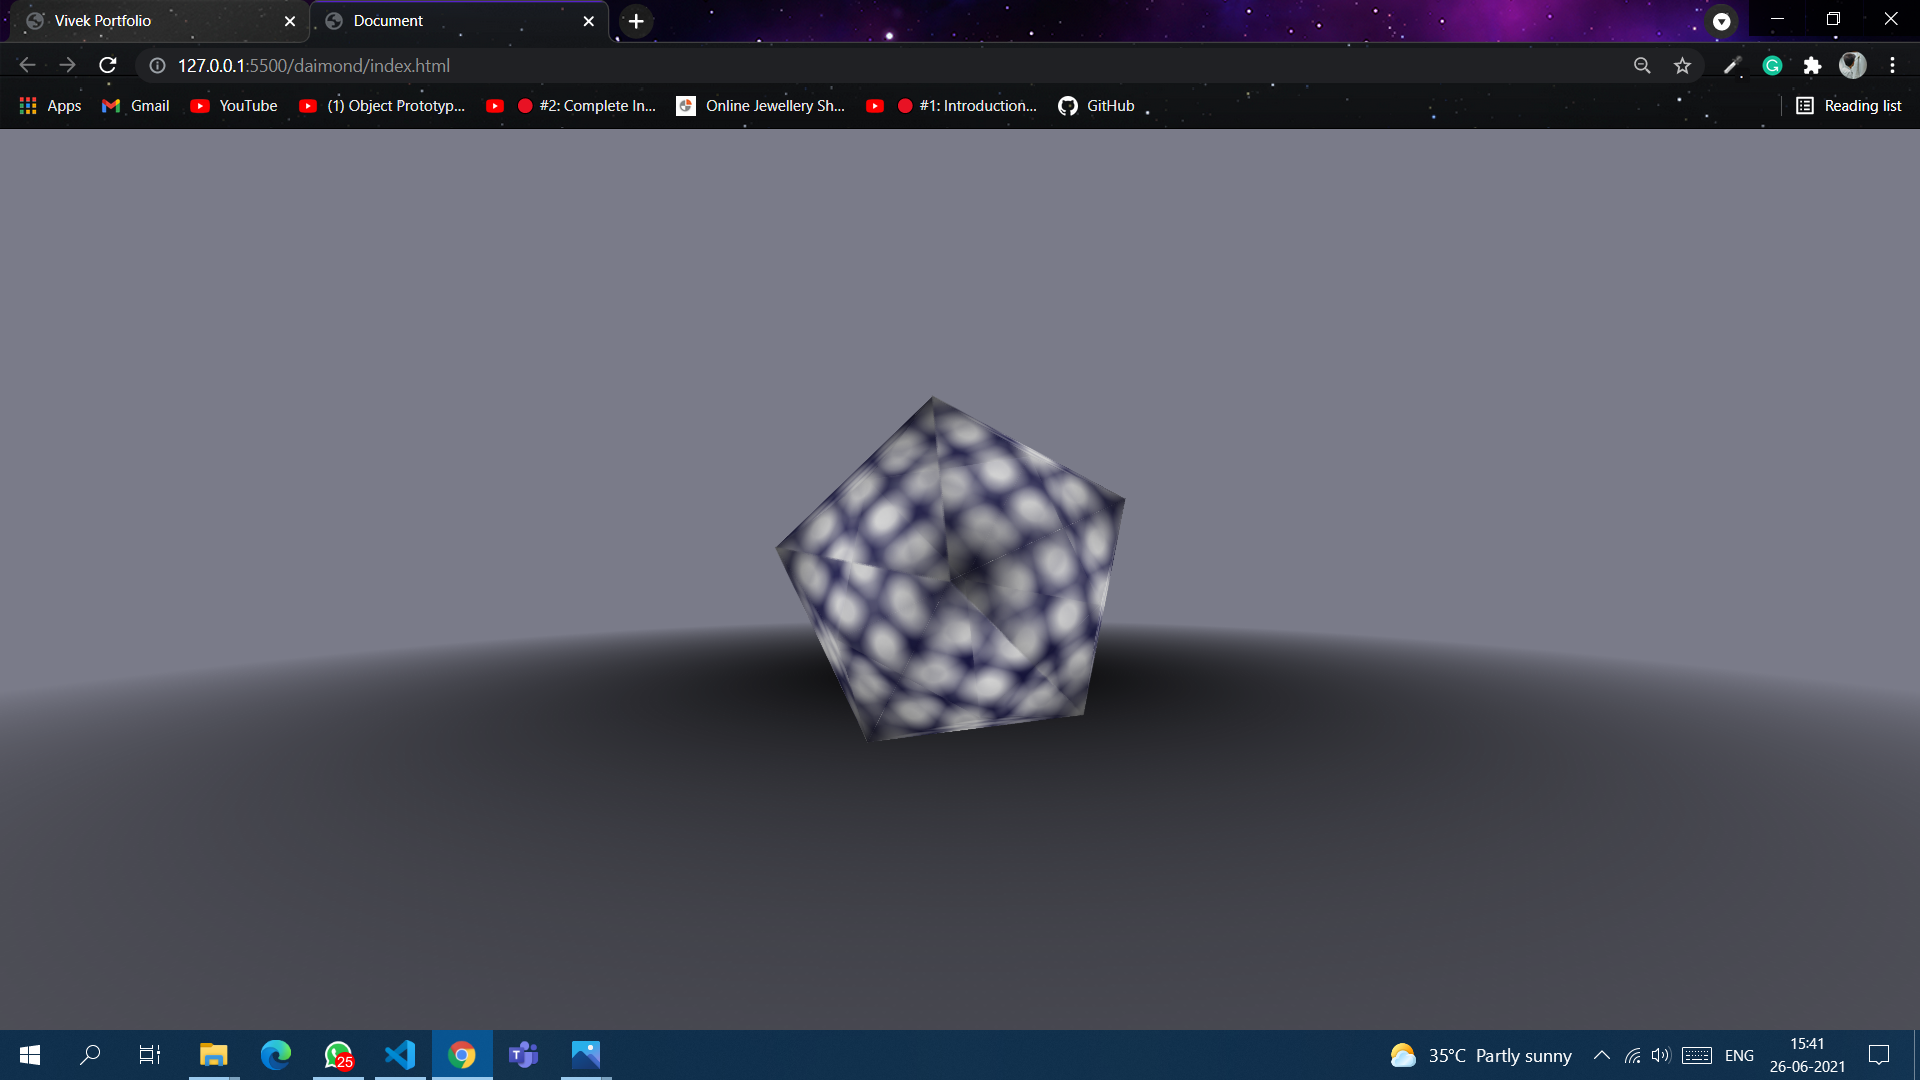 Vivek Portfolio
Document
127.0.0.1:5500/daimond/index.html
Apps
Gmail
YouTube
(1) Object Prototyp...
#2: Complete In...
Online Jewellery Sh...
#1: Introduction...
GitHub
Reading list
25
T
35°C Partly sunny
ENG
15:41
26-06-2021